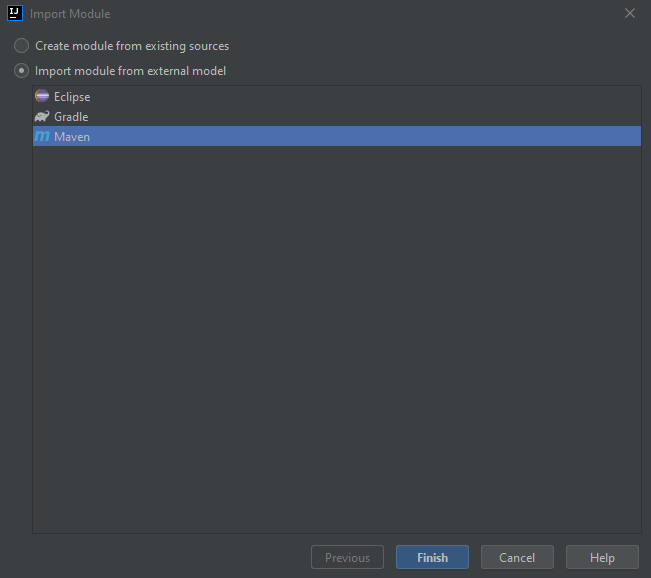 IJ
Import Module
Create module from existing sources
Import module from external model
Eclipse
Gradle
m Maven
Previous Finish Cancel Help